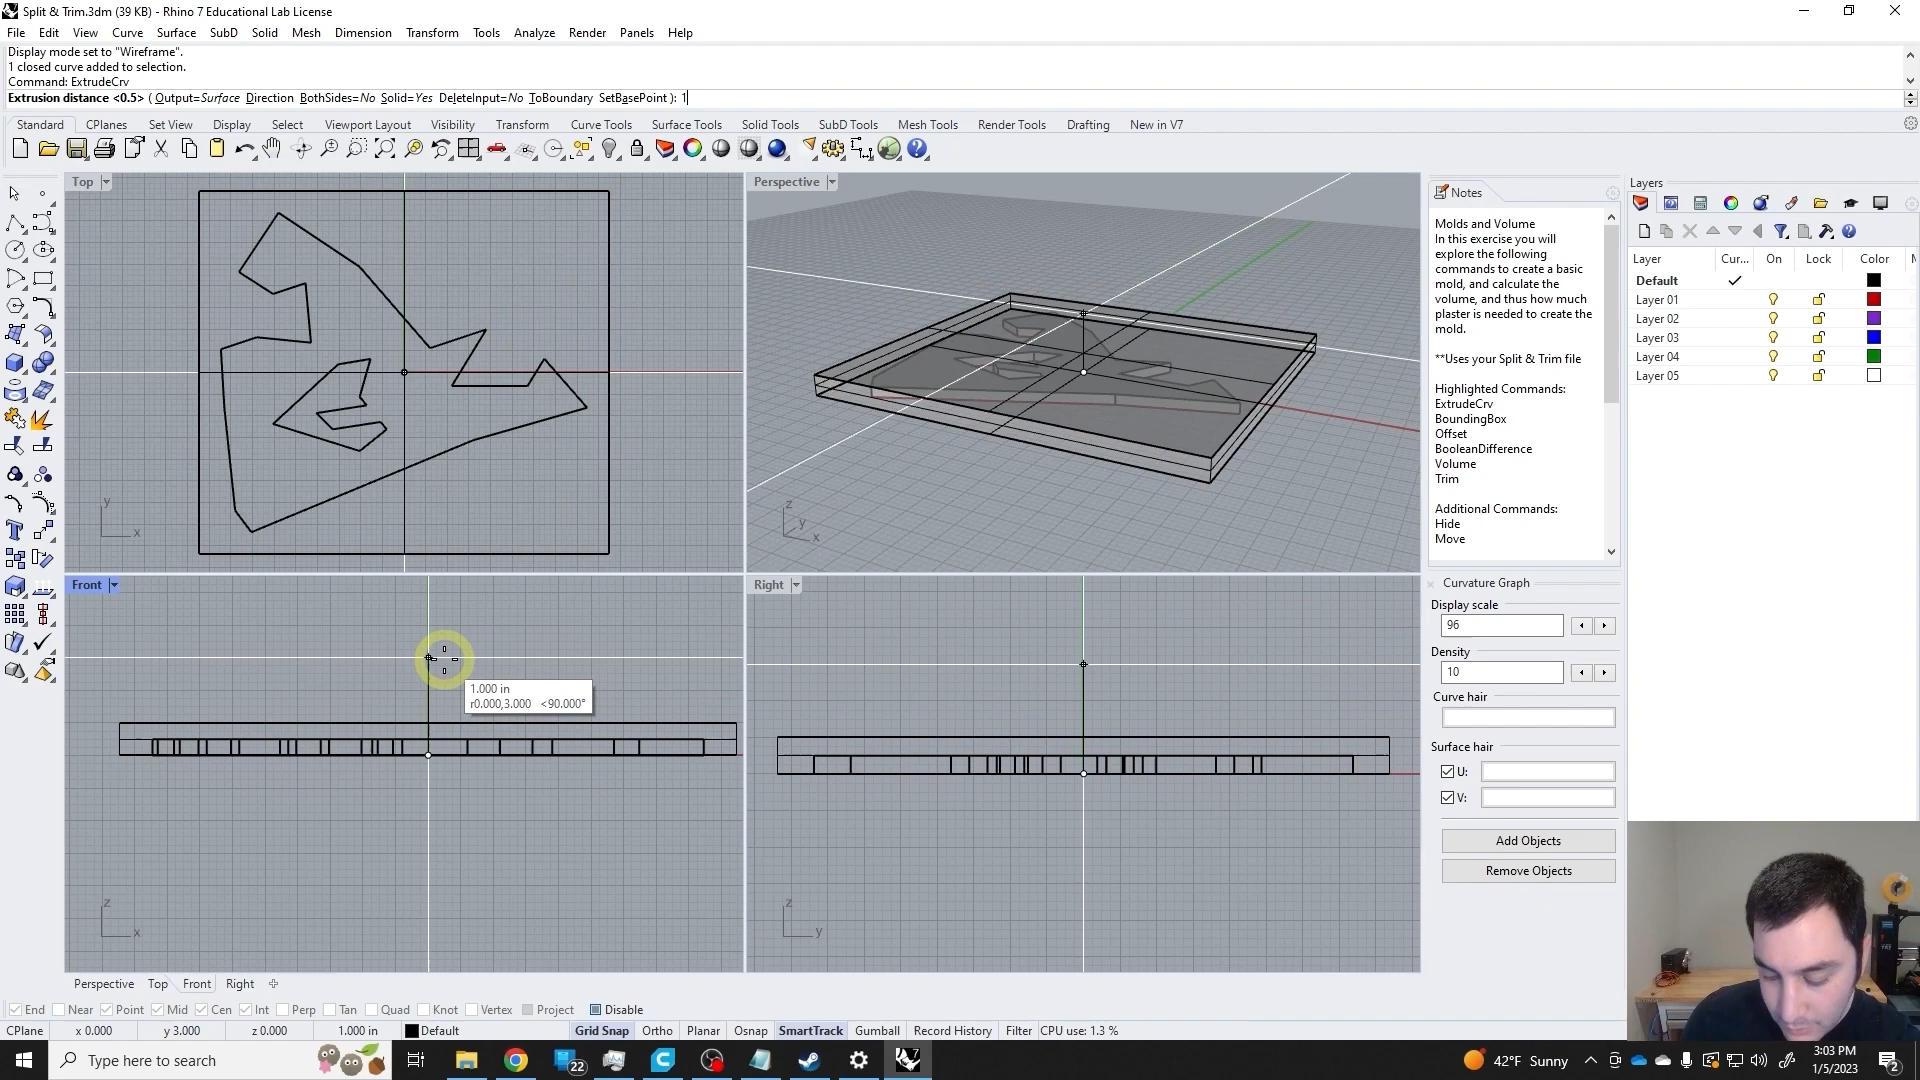 Split & Trim.3dm (39 KB) - Rhino 7 Educational Lab License
File Edit View Curve Surface SubD Solid Mesh Dimension Transform Tools Analyze Render Panels Help
Display mode set to "Wireframe".
1 closed curve added to selection.
Command: ExtrudeCrv
Extrusion distance <0.5> ( Output=Surface Direction BothSides=No Solid=Yes DeleteInput=No ToBoundary SetBasePoint ): 1
Standard CPlanes Set View Display Select Viewport Layout Visibility Transform Curve Tools Surface Tools Solid Tools SubD Tools Mesh Tools Render Tools Drafting New in V7
Top
y
x
Perspective
z
y
x
Front
1.000 in
r0.000,3.000 <90.000°
z
x
Right
z
y
Notes
Molds and Volume
In this exercise you will
explore the following
commands to create a basic
mold, and calculate the
volume, and thus how much
plaster is needed to create the
mold.
**Uses your Split & Trim file
Highlighted Commands:
ExtrudeCrv
BoundingBox
Offset
BooleanDifference
Volume
Trim
Additional Commands:
Hide
Move
Curvature Graph
Display scale
96
Density
10
Curve hair
Surface hair
U:
V:
Add Objects
Remove Objects
Layers
Layer Cur... On Lock Color
Default
Layer 01
Layer 02
Layer 03
Layer 04
Layer 05
Perspective Top Front Right
End Near Point Mid Cen Int Perp Tan Quad Knot Vertex Project Disable
CPlane x 0.000 y 3.000 z 0.000 1.000 in Default Grid Snap Ortho Planar Osnap SmartTrack Gumball Record History Filter CPU use: 1.3 %
Type here to search
22
42°F Sunny
3:03 PM
1/5/2023
2